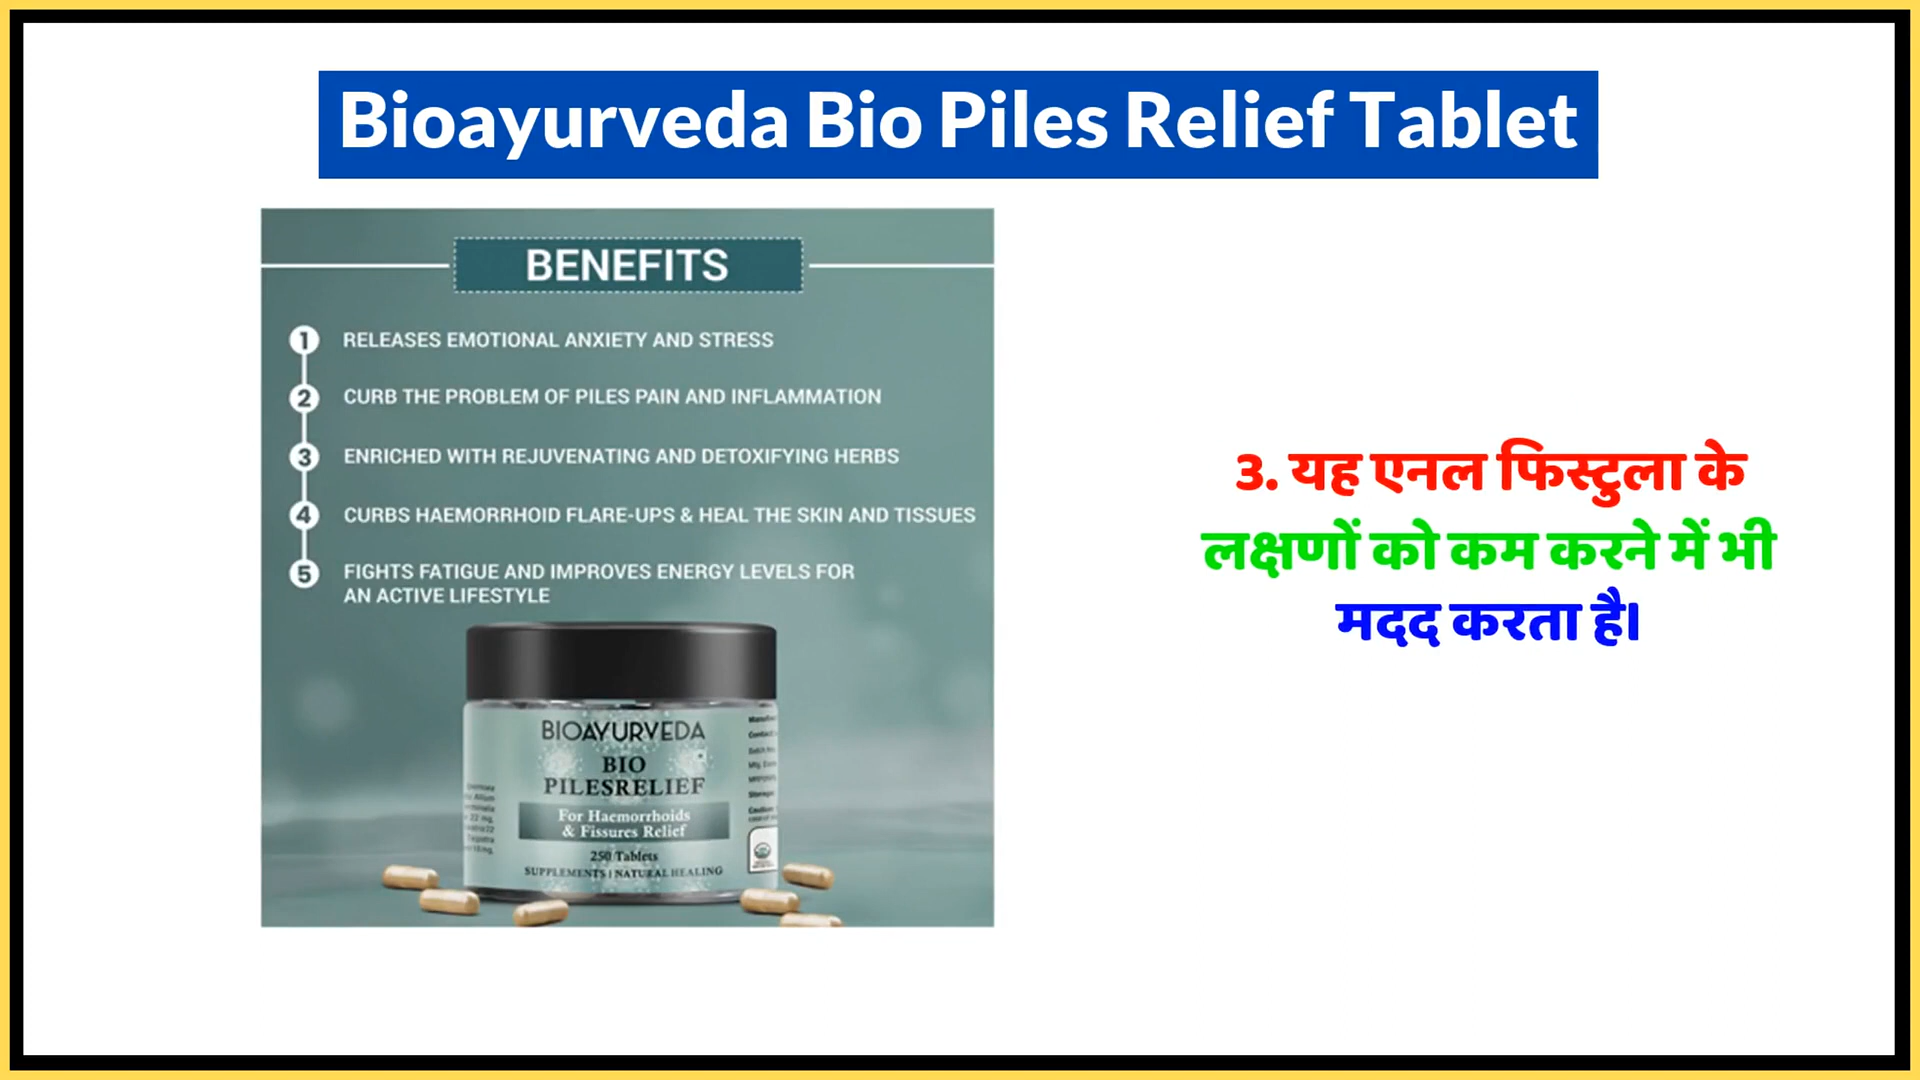 Bioayurveda Bio Piles Relief Tablet
BENEFITS
1 RELEASES EMOTIONAL ANXIETY AND STRESS
2 CURB THE PROBLEM OF PILES PAIN AND INFLAMMATION
3 ENRICHED WITH REJUVENATING AND DETOXIFYING HERBS
4 CURBS HAEMORRHOID FLARE-UPS & HEAL THE SKIN AND TISSUES
5 FIGHTS FATIGUE AND IMPROVES ENERGY LEVELS FOR
AN ACTIVE LIFESTYLE
BIOAYURVEDA
BIO
PILESRELIEF
For Haemorrhoids
& Fissures Relief
250 Tablets
SUPPLEMENTS | NATURAL HEALING
3. यह एनल फिस्टुला के
लक्षणों को कम करने में भी
मदद करता है।